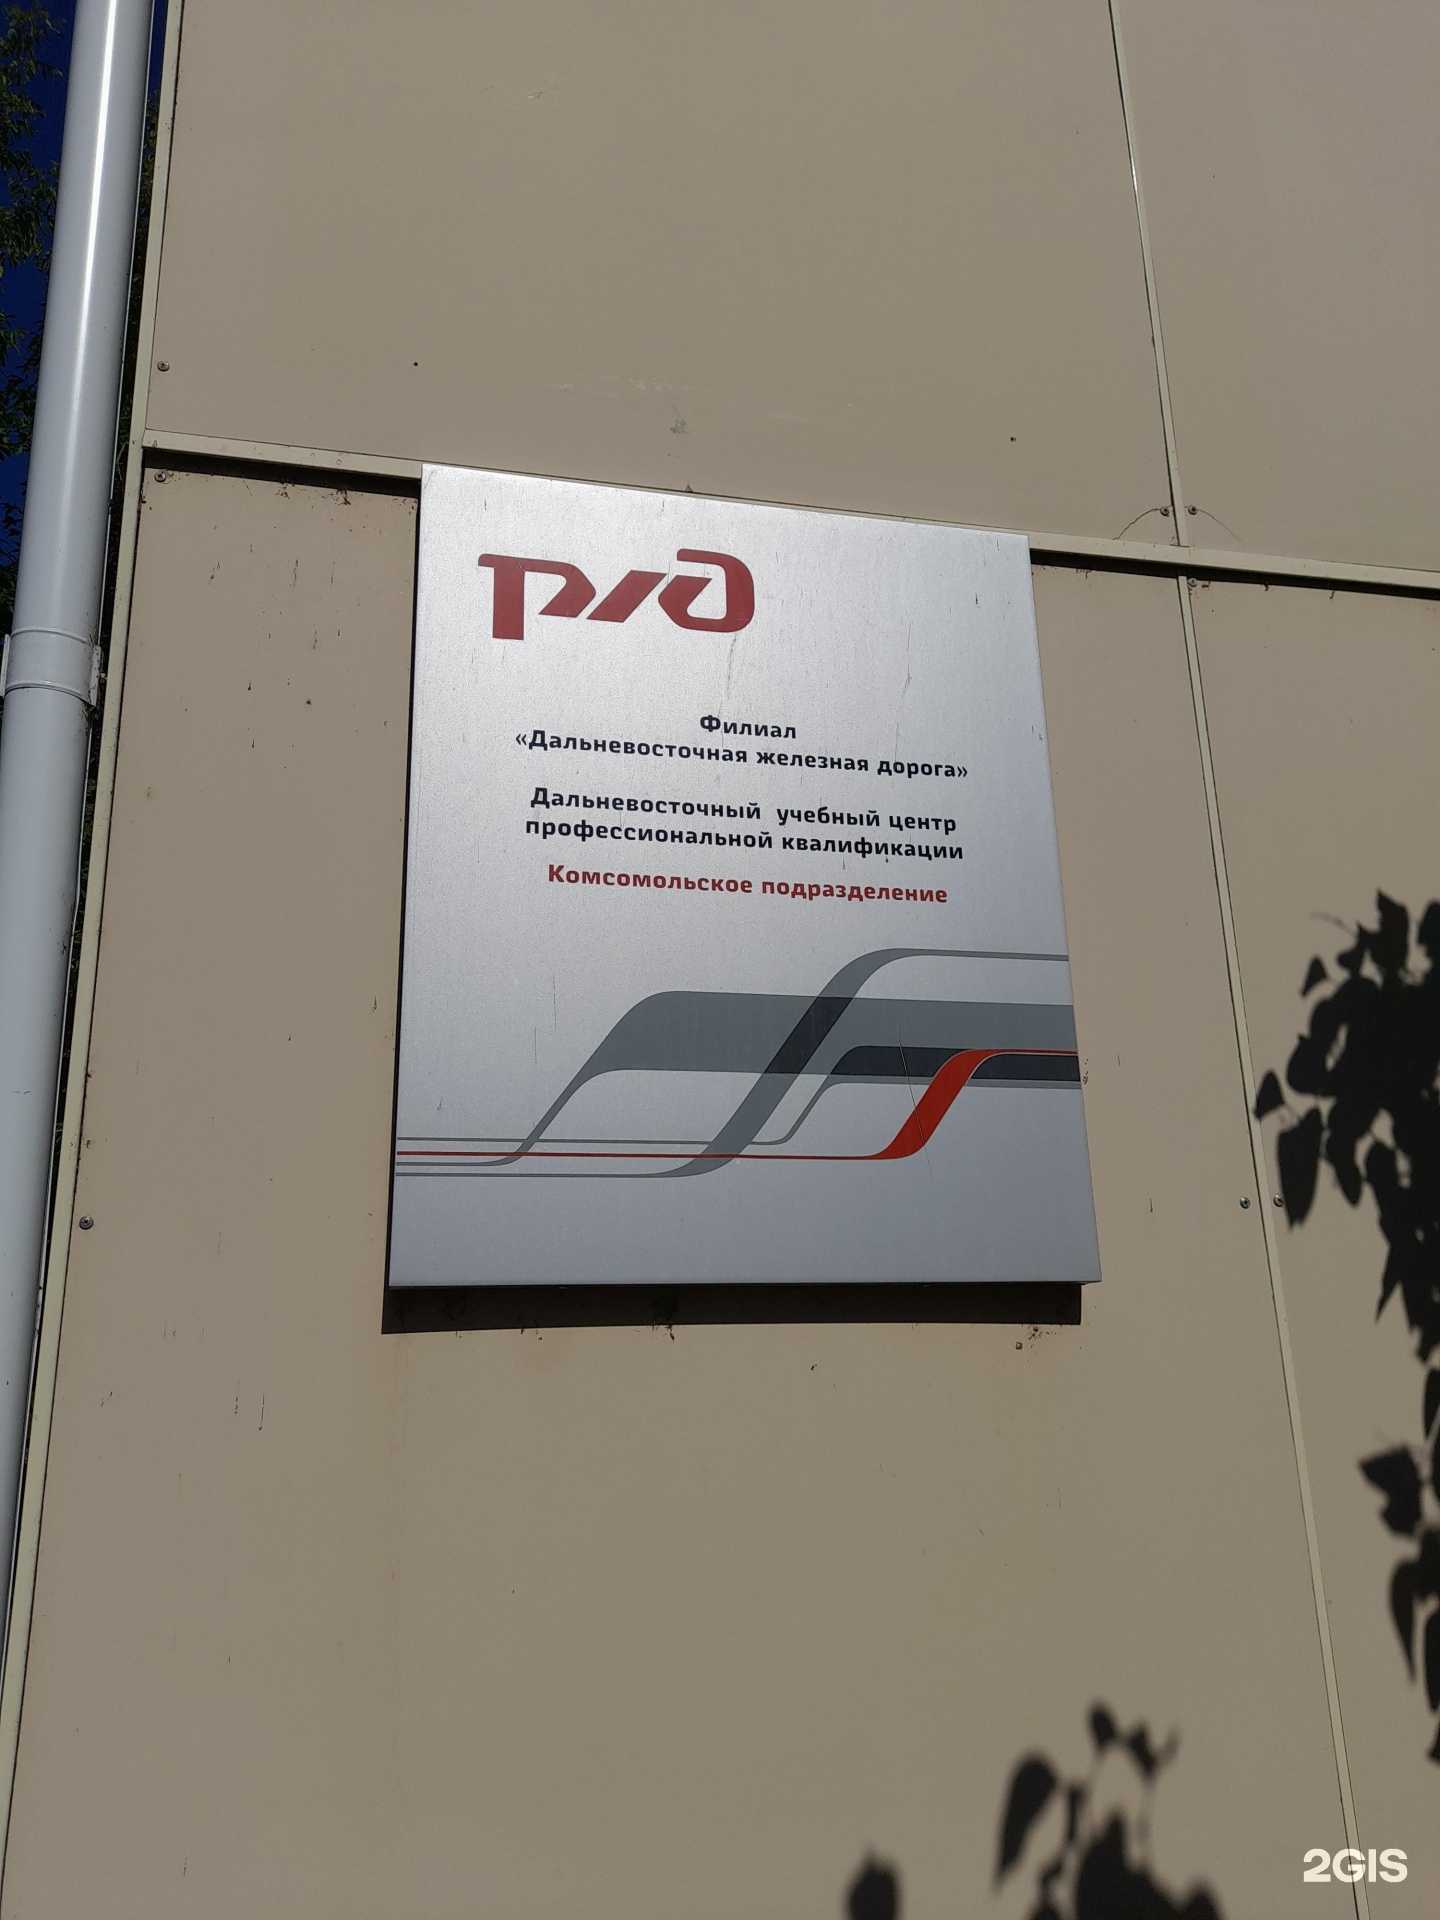 ржд
Филиал
«Дальневосточная железная дорога»
Дальневосточный учебный центр
профессиональной квалификации
Комсомольское подразделение
2GIS